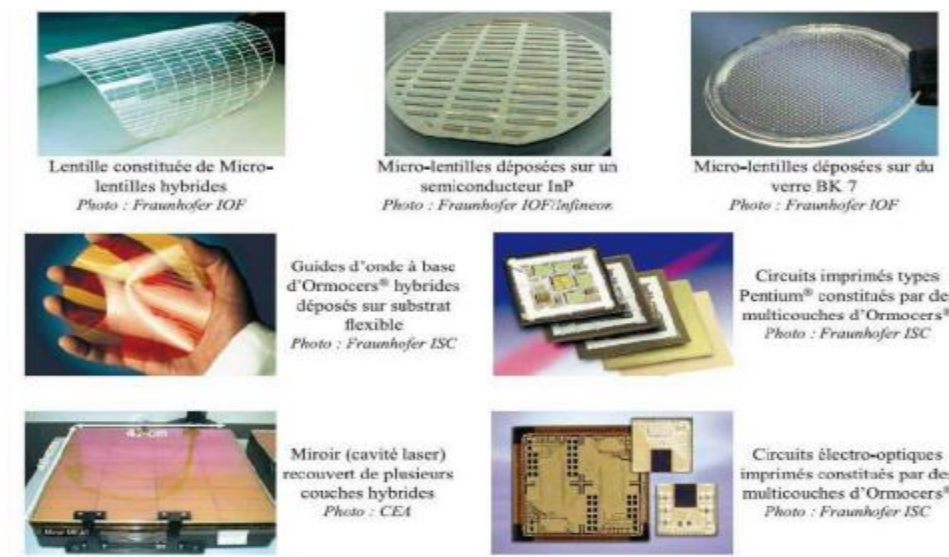 Lentille constituée de Micro-
lentilles hybrides
Photo : Fraunhofer IOF
Micro-lentilles déposées sur un
semiconducteur InP
Photo : Fraunhofer IOF/Infineon
Micro-lentilles déposées sur du
verre BK 7
Photo : Fraunhofer IOF
Guides d'onde à base
d'Ormocers® hybrides
déposés sur substrat
flexible
Photo : Fraunhofer ISC
Circuits imprimés types
Pentium® constitués par de
multicouches d'Ormocers®
Photo : Fraunhofer ISC
42 cm
Miroir (cavité laser)
recouvert de plusieurs
couches hybrides
Photo : CEA
Circuits électro-optiques
imprimés constitués par de
multicouches d'Ormocers®
Photo : Fraunhofer ISC